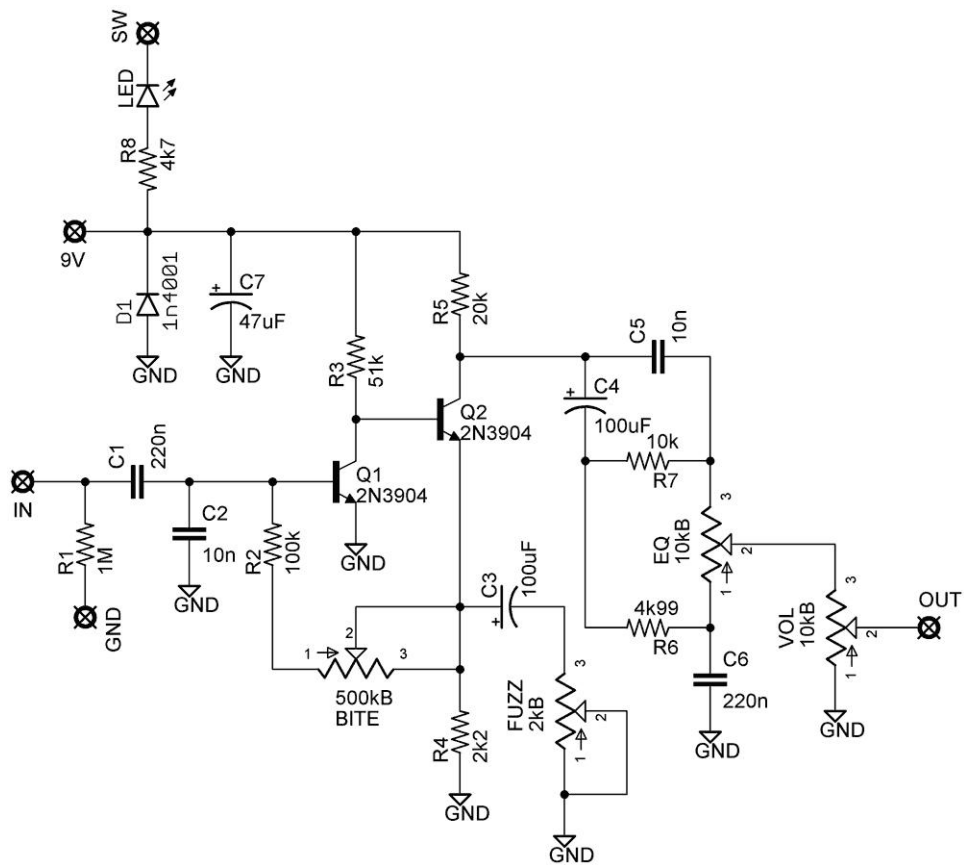 SW
LED
R8
4k7
9V
D1
1n4001
GND
C7
47uF
GND
R3
51k
R5
20k
C5
10n
C4
100uF
Q2
2N3904
10k
R7
IN
C1
220n
R1
1M
GND
C2
10n
GND
R2
100k
Q1
2N3904
GND
1
2
3
500kB
BITE
C3
100uF
R4
2k2
GND
FUZZ
2kB
3
2
1
GND
4k99
R6
EQ
10kB
3
2
1
C6
220n
GND
VOL
10kB
3
2
1
GND
OUT
+
+
+